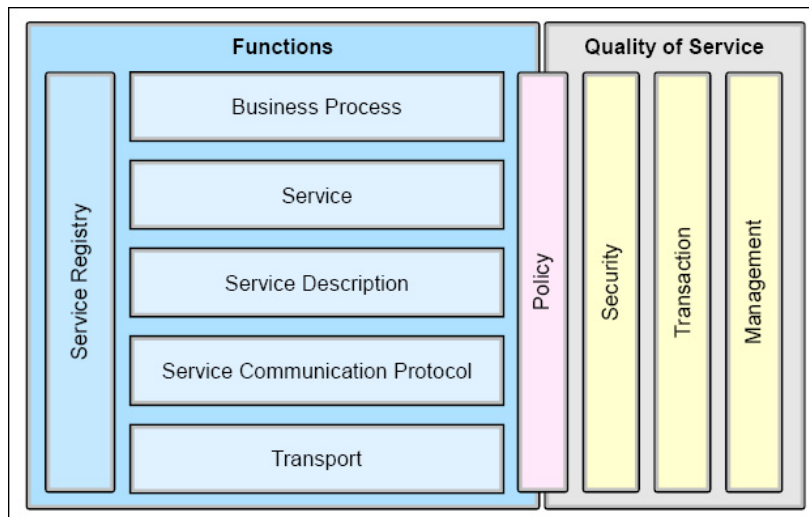 Functions
Quality of Service
Service Registry
Business Process
Service
Service Description
Service Communication Protocol
Transport
Policy
Security
Transaction
Management